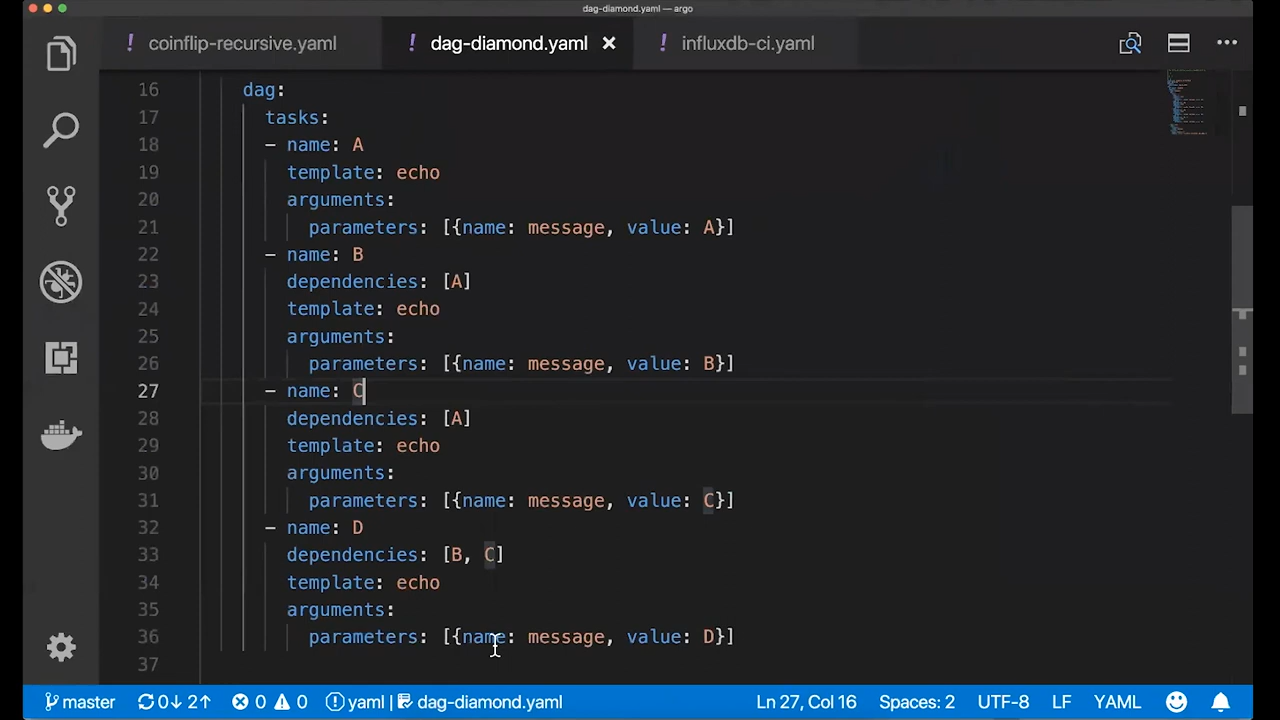 dag-diamond.yaml — argo
! coinflip-recursive.yaml ! dag-diamond.yaml × ! influxdb-ci.yaml ...
16 dag:
17 tasks:
18 - name: A
19 template: echo
20 arguments:
21 parameters: [{name: message, value: A}]
22 - name: B
23 dependencies: [A]
24 template: echo
25 arguments:
26 parameters: [{name: message, value: B}]
27 - name: C
28 dependencies: [A]
29 template: echo
30 arguments:
31 parameters: [{name: message, value: C}]
32 - name: D
33 dependencies: [B, C]
34 template: echo
35 arguments:
36 parameters: [{name: message, value: D}]
37
master 0↓ 2↑ 0 0 yaml | dag-diamond.yaml Ln 27, Col 16 Spaces: 2 UTF-8 LF YAML